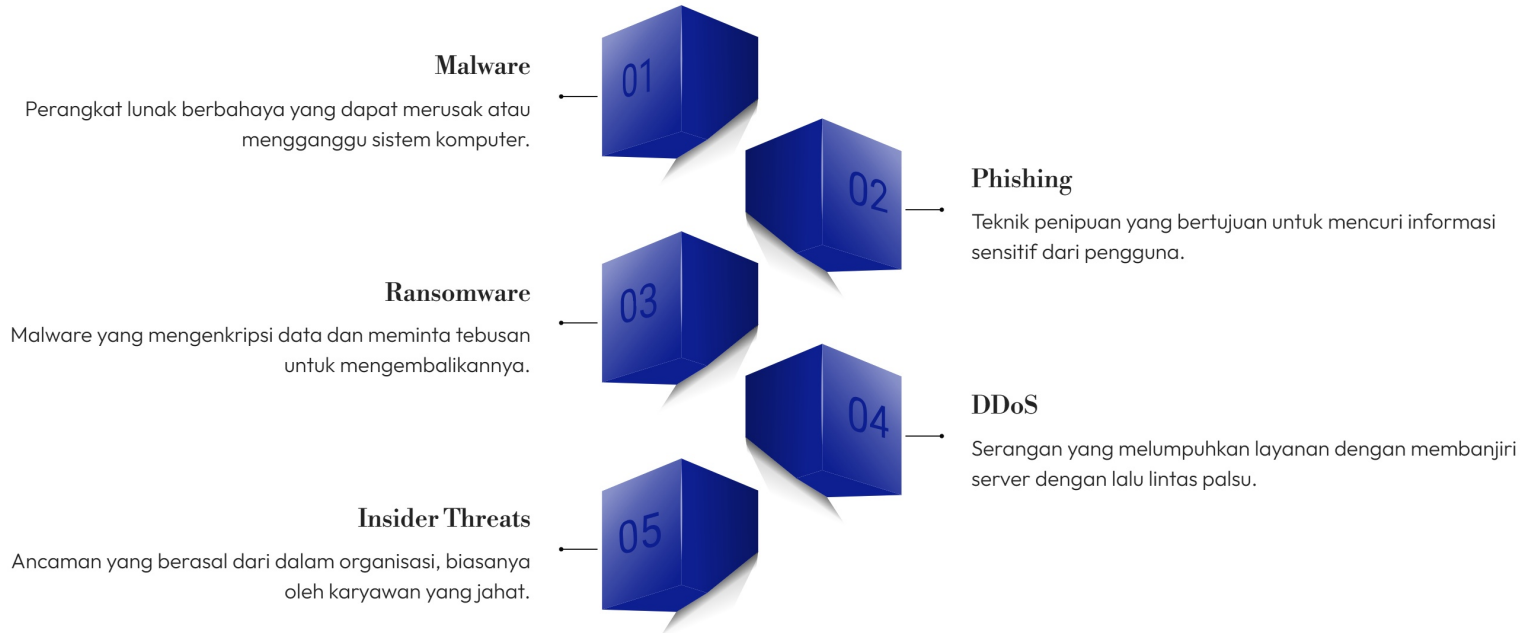 01
Malware
Perangkat lunak berbahaya yang dapat merusak atau
mengganggu sistem komputer.
02
Phishing
Teknik penipuan yang bertujuan untuk mencuri informasi
sensitif dari pengguna.
03
Ransomware
Malware yang mengenkripsi data dan meminta tebusan
untuk mengembalikannya.
04
DDoS
Serangan yang melumpuhkan layanan dengan membanjiri
server dengan lalu lintas palsu.
05
Insider Threats
Ancaman yang berasal dari dalam organisasi, biasanya
oleh karyawan yang jahat.